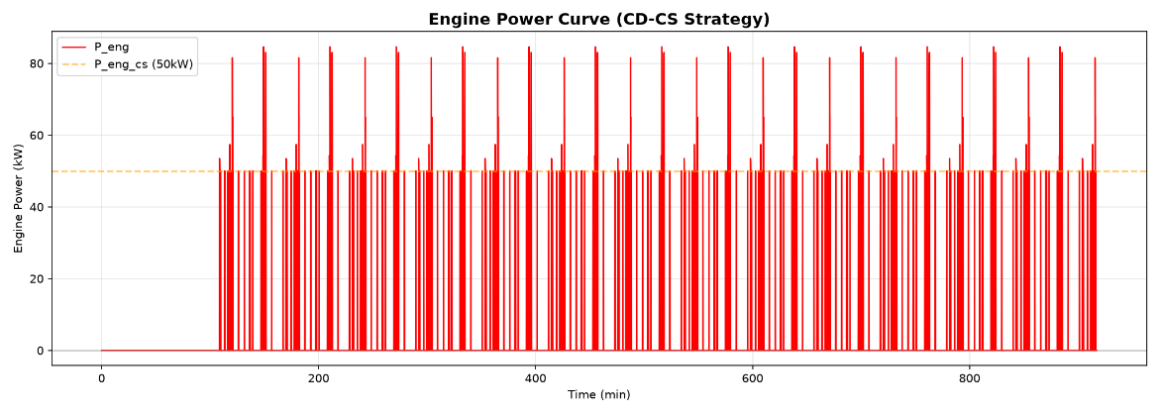 Engine Power Curve (CD-CS Strategy)
P_eng
P_eng_cs (50kW)
Engine Power (kW)
80
60
40
20
0
0 200 400 600 800
Time (min)